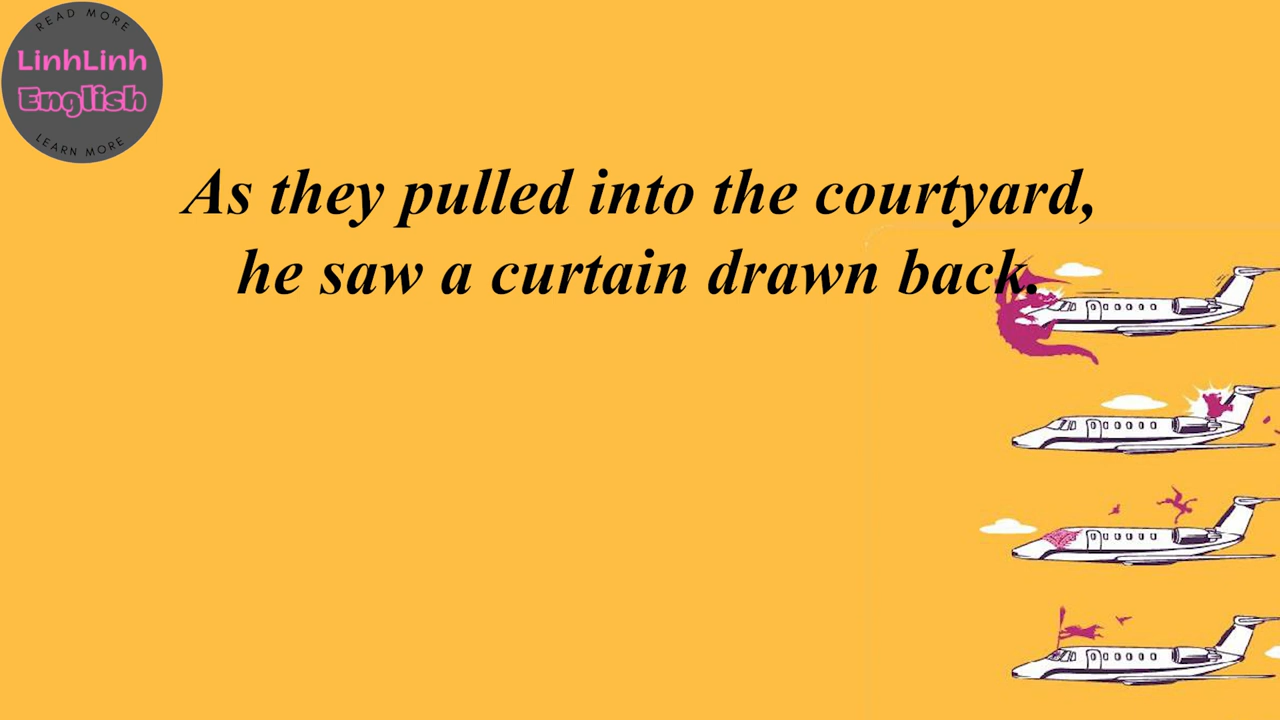 READ MORE
LinhLinh
English
LEARN MORE
As they pulled into the courtyard,
he saw a curtain drawn back.